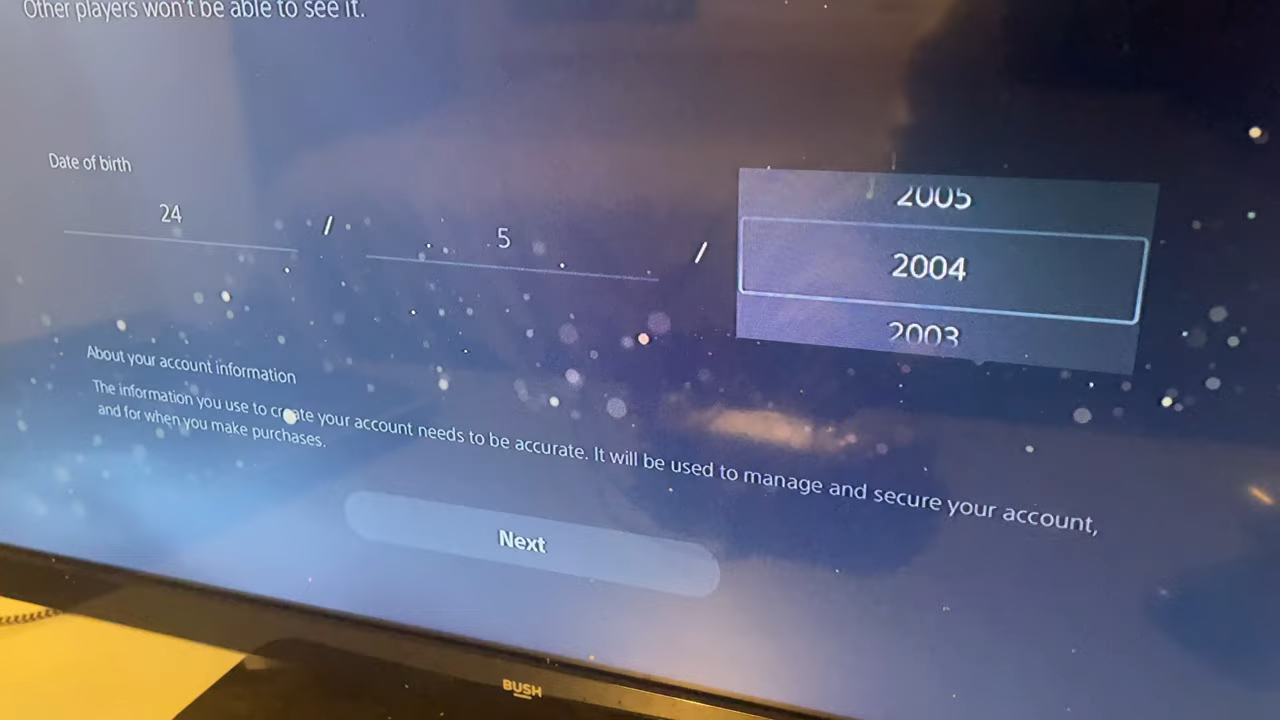 Other players won't be able to see it.
Date of birth
24 / 5 / 2005
2004
2003
About your account information
The information you use to create your account needs to be accurate. It will be used to manage and secure your account,
and for when you make purchases.
Next
BUSH